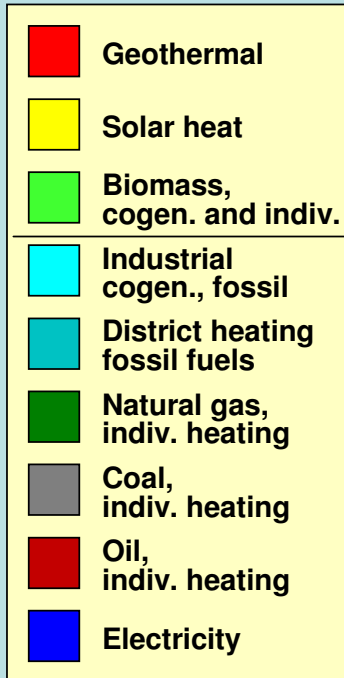 Geothermal
Solar heat
Biomass,
cogen. and indiv.
Industrial
cogen., fossil
District heating
fossil fuels
Natural gas,
indiv. heating
Coal,
indiv. heating
Oil,
indiv. heating
Electricity